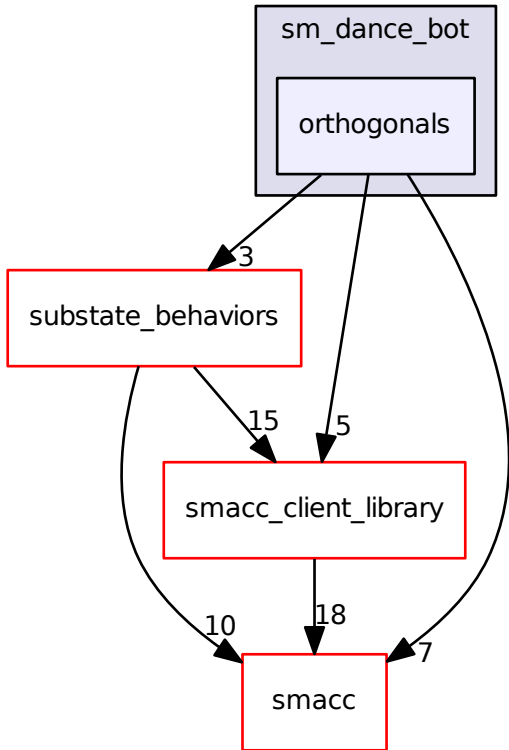 sm_dance_bot
orthogonals
3
substate_behaviors
15
5
smacc_client_library
10
18
7
smacc